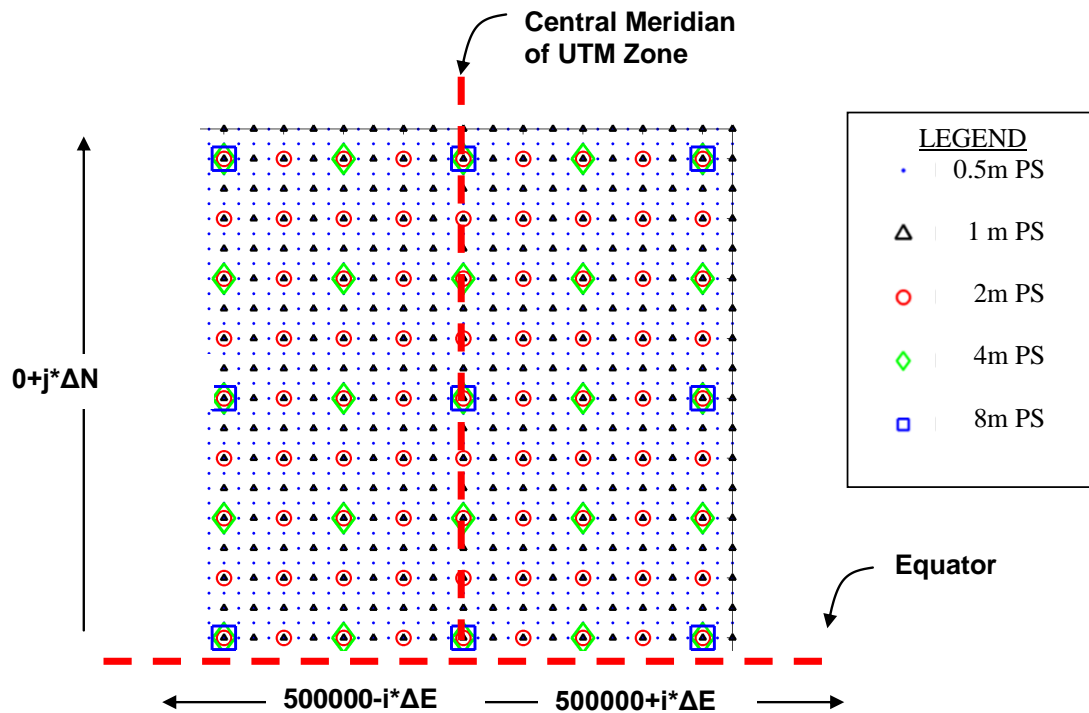 Central Meridian
of UTM Zone
LEGEND
0.5m PS
1 m PS
2m PS
4m PS
8m PS
0+j*ΔN
Equator
500000-i*ΔE
500000+i*ΔE